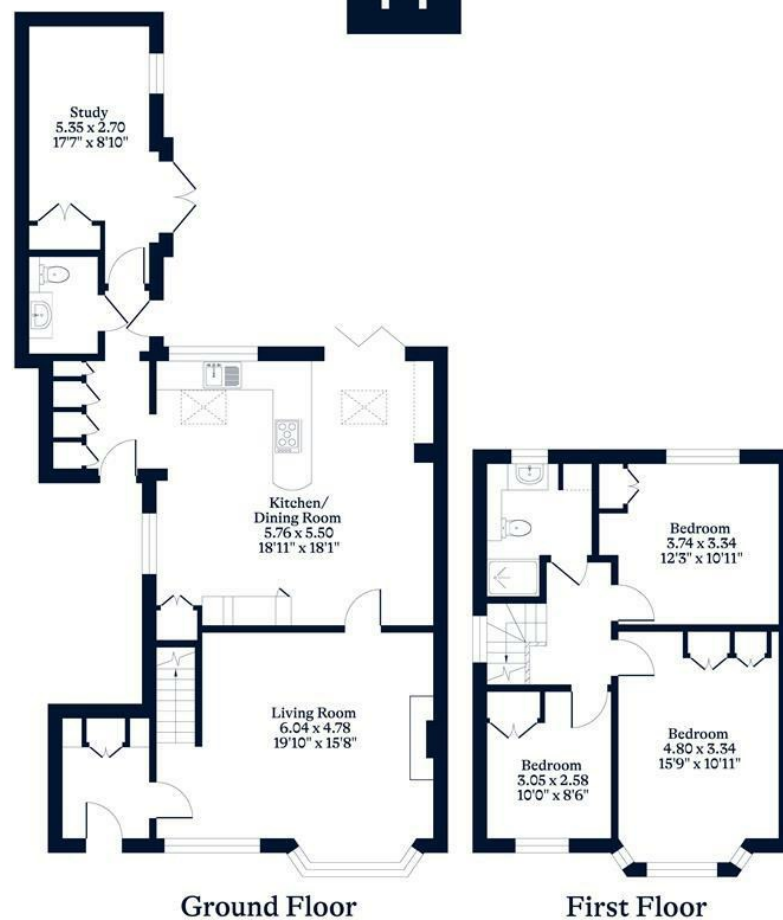 Study
5.35 x 2.70
17'7" x 8'10"
Kitchen/
Dining Room
5.76 x 5.50
18'11" x 18'1"
Living Room
6.04 x 4.78
19'10" x 15'8"
Ground Floor
Bedroom
3.74 x 3.34
12'3" x 10'11"
Bedroom
4.80 x 3.34
15'9" x 10'11"
Bedroom
3.05 x 2.58
10'0" x 8'6"
First Floor